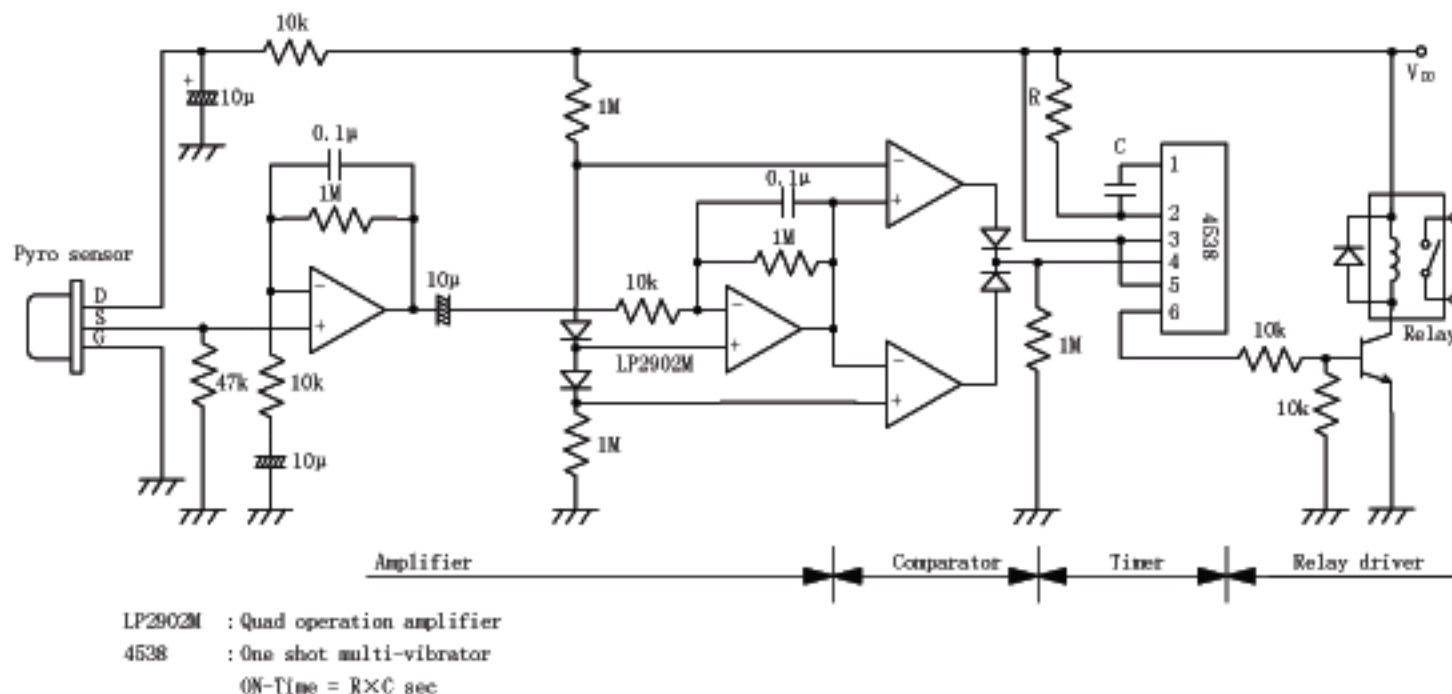 10k
V_DD
+
10μ
1M
R
0.1μ
C
1
1M
0.1μ
-
+
2
4538
3
1M
4
5
Pyro sensor
10μ
10k
6
D
S
G
-
+
-
+
LP2902M
-
+
1M
10k
Relay
47k
10k
10k
1M
10μ
Amplifier
Comparator
Timer
Relay driver
LP2902M : Quad operation amplifier
4538 : One shot multi-vibrator
ON-Time = R×C sec